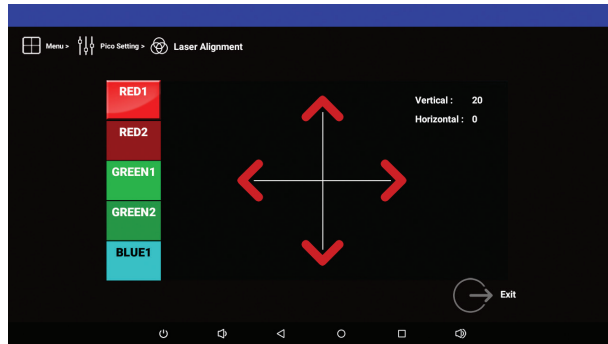 Menu > Pico Setting > Laser Alignment
RED1
RED2
GREEN1
GREEN2
BLUE1
Vertical : 20
Horizontal : 0
Exit